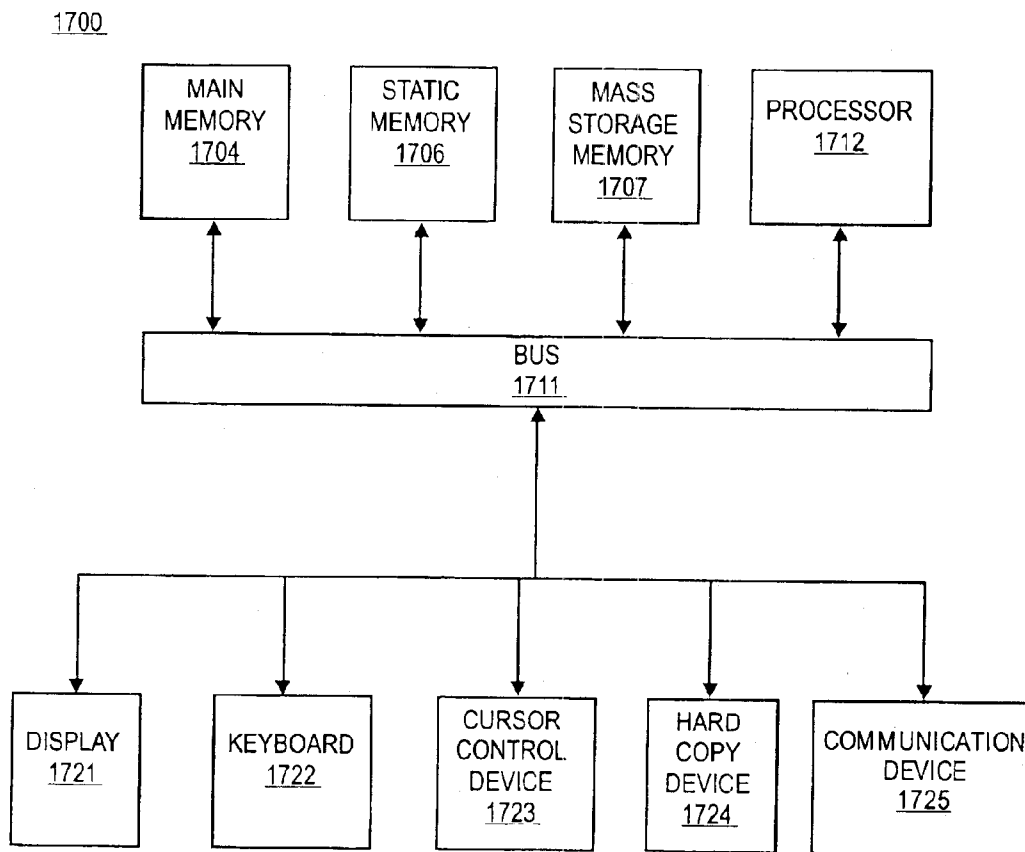 1700
MAIN
MEMORY
1704
STATIC
MEMORY
1706
MASS
STORAGE
MEMORY
1707
PROCESSOR
1712
BUS
1711
DISPLAY
1721
KEYBOARD
1722
CURSOR
CONTROL
DEVICE
1723
HARD
COPY
DEVICE
1724
COMMUNICATION
DEVICE
1725